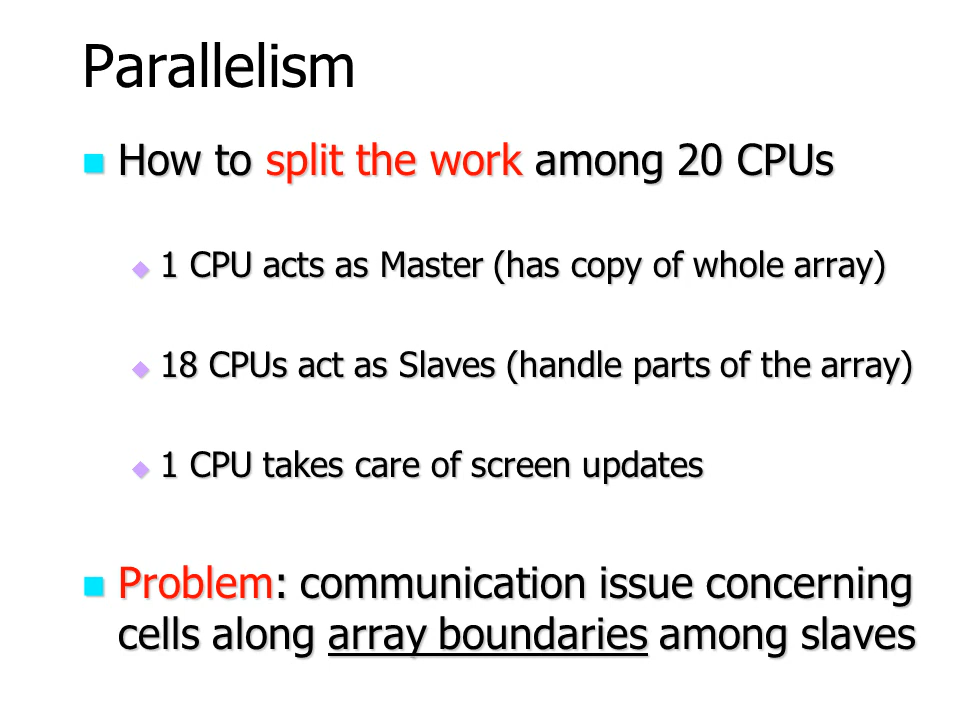 Parallelism
How to split the work among 20 CPUs
1 CPU acts as Master (has copy of whole array)
18 CPUs act as Slaves (handle parts of the array)
1 CPU takes care of screen updates
Problem: communication issue concerning
cells along array boundaries among slaves